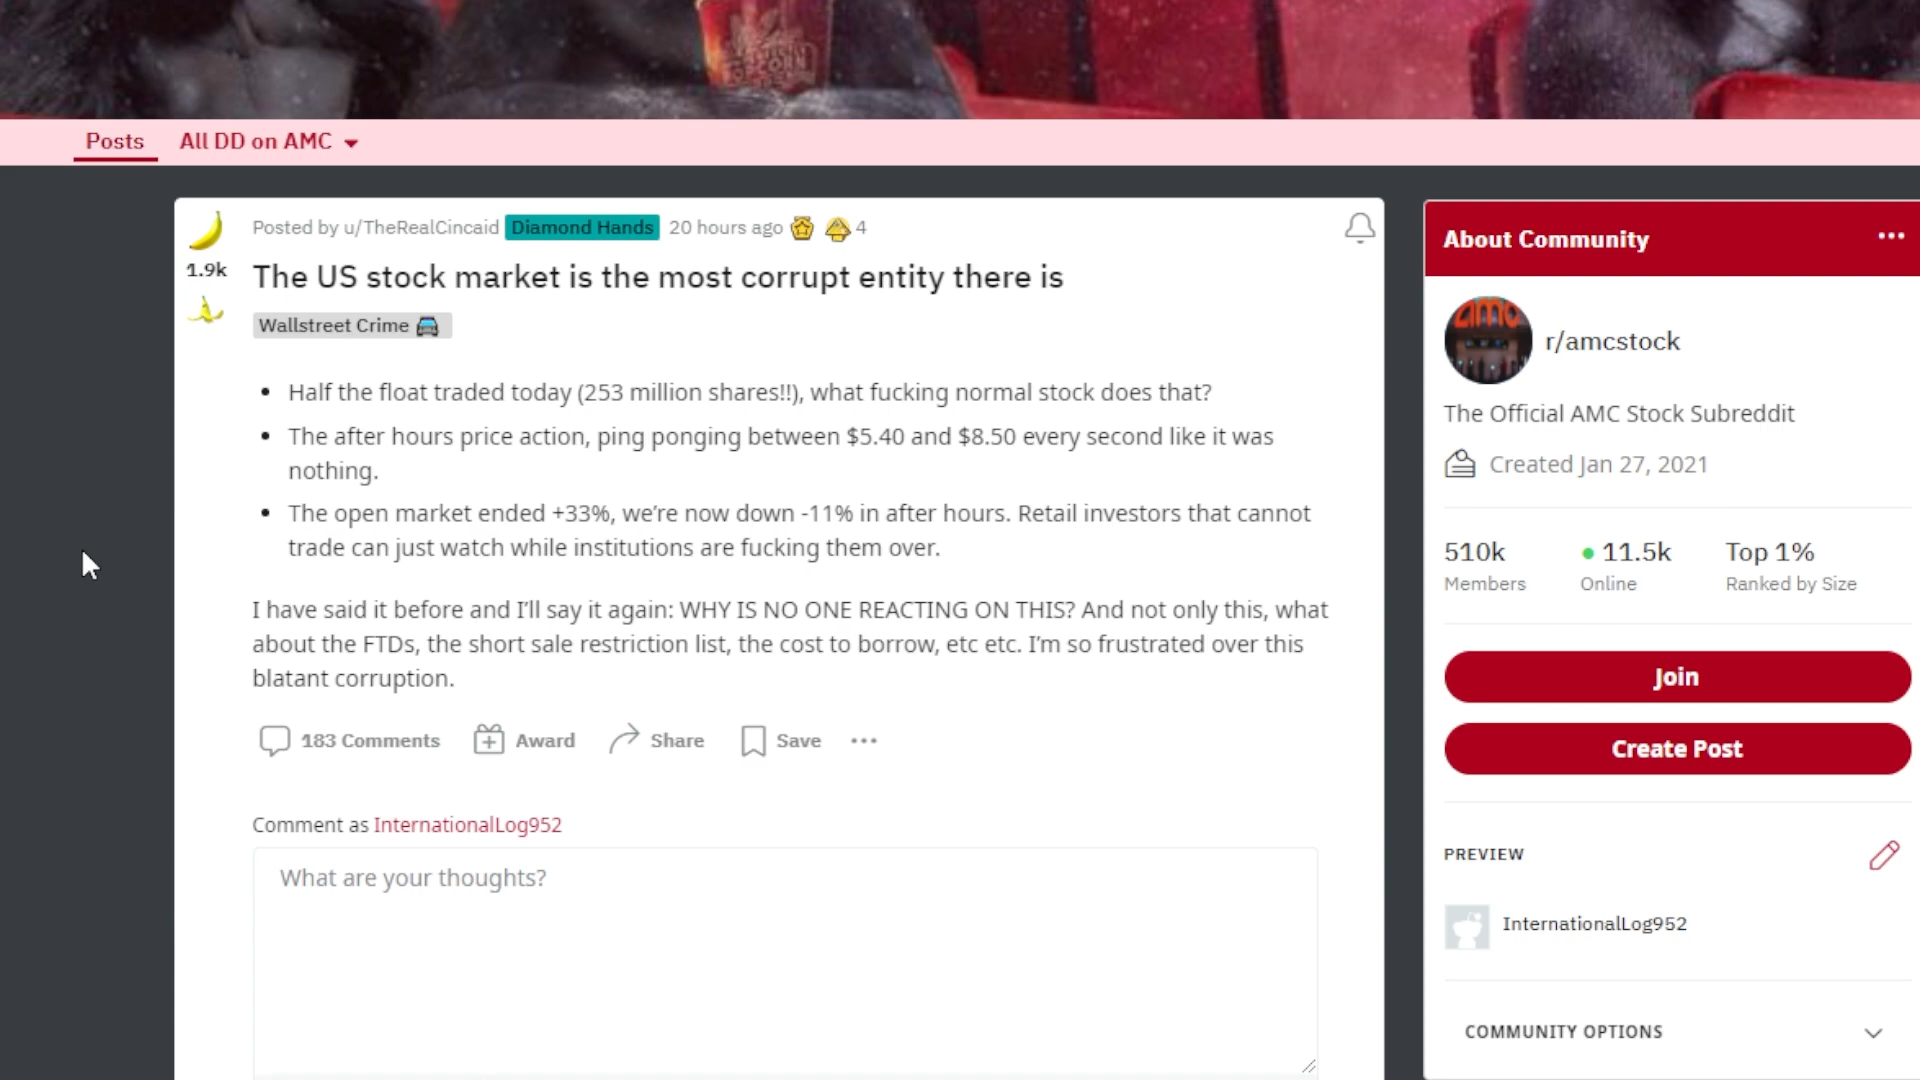 Posts
All DD on AMC
Posted by u/TheRealCincaid Diamond Hands 20 hours ago 4
1.9k
The US stock market is the most corrupt entity there is
Wallstreet Crime
• Half the float traded today (253 million shares!!), what fucking normal stock does that?
• The after hours price action, ping ponging between $5.40 and $8.50 every second like it was
nothing.
• The open market ended +33%, we’re now down -11% in after hours. Retail investors that cannot
trade can just watch while institutions are fucking them over.
I have said it before and I’ll say it again: WHY IS NO ONE REACTING ON THIS? And not only this, what
about the FTDs, the short sale restriction list, the cost to borrow, etc etc. I’m so frustrated over this
blatant corruption.
183 Comments Award Share Save
Comment as InternationalLog952
What are your thoughts?
About Community
amc
r/amcstock
The Official AMC Stock Subreddit
Created Jan 27, 2021
510k 11.5k Top 1%
Members Online Ranked by Size
Join
Create Post
PREVIEW
InternationalLog952
COMMUNITY OPTIONS